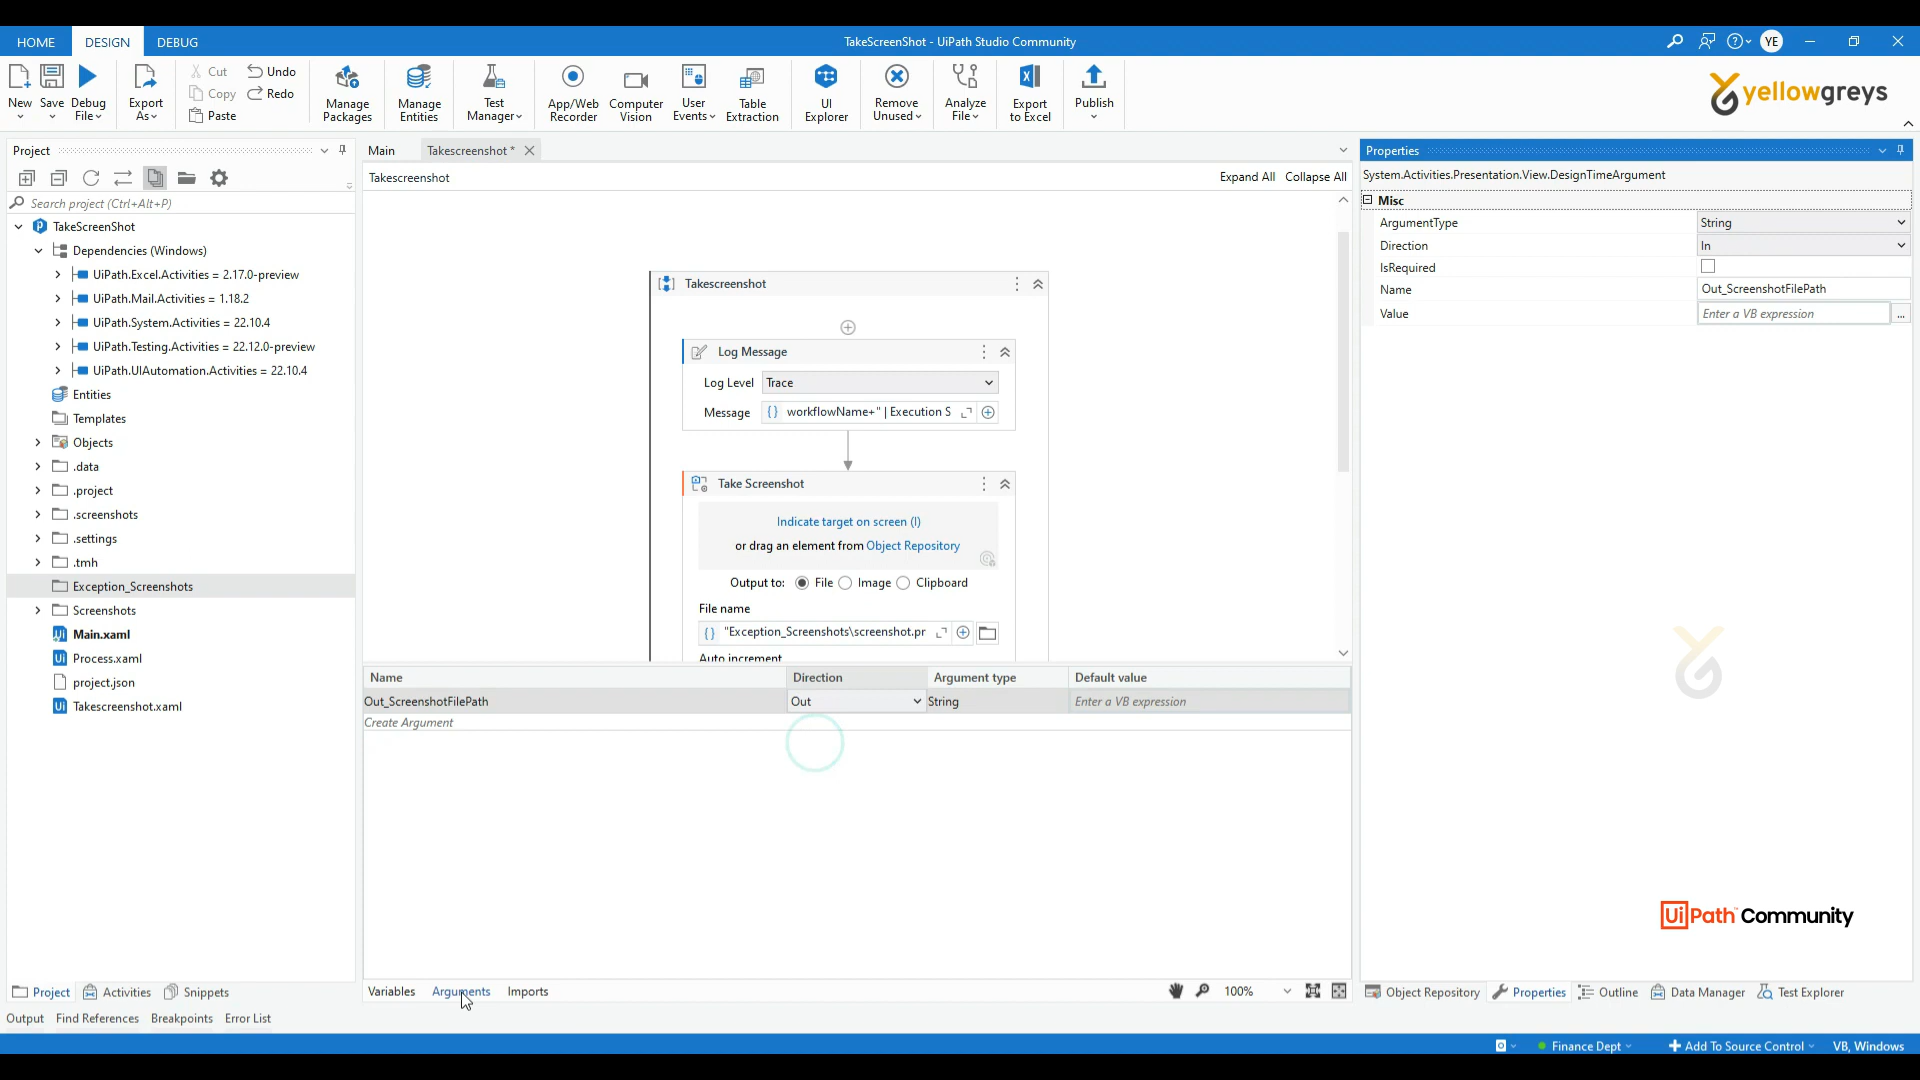 HOME DESIGN DEBUG
TakeScreenShot - UiPath Studio Community
YE
New Save Debug File Export As
Cut Undo
Copy Redo
Paste
Manage Packages
Manage Entities
Test Manager
App/Web Recorder
Computer Vision
User Events
Table Extraction
UI Explorer
Remove Unused
Analyze File
Export to Excel
Publish
yellowgreys
Project
Search project (Ctrl+Alt+P)
TakeScreenShot
Dependencies (Windows)
UiPath.Excel.Activities = 2.17.0-preview
UiPath.Mail.Activities = 1.18.2
UiPath.System.Activities = 22.10.4
UiPath.Testing.Activities = 22.12.0-preview
UiPath.UIAutomation.Activities = 22.10.4
Entities
Templates
Objects
.data
.project
.screenshots
.settings
.tmh
Exception_Screenshots
Screenshots
Main.xaml
Process.xaml
project.json
Takescreenshot.xaml
Project Activities Snippets
Main Takescreenshot *
Takescreenshot Expand All Collapse All
Takescreenshot
Log Message
Log Level Trace
Message workflowName+" | Execution S
Take Screenshot
Indicate target on screen (I)
or drag an element from Object Repository
Output to: File Image Clipboard
File name
"Exception_Screenshots\screenshot.pr
Auto increment
Name Direction Argument type Default value
Out_ScreenshotFilePath Out String Enter a VB expression
Create Argument
Variables Arguments Imports 100%
Properties
System.Activities.Presentation.View.DesignTimeArgument
Misc
ArgumentType String
Direction In
IsRequired
Name Out_ScreenshotFilePath
Value Enter a VB expression ...
UiPath Community
Object Repository Properties Outline Data Manager Test Explorer
Output Find References Breakpoints Error List
Finance Dept Add To Source Control VB, Windows